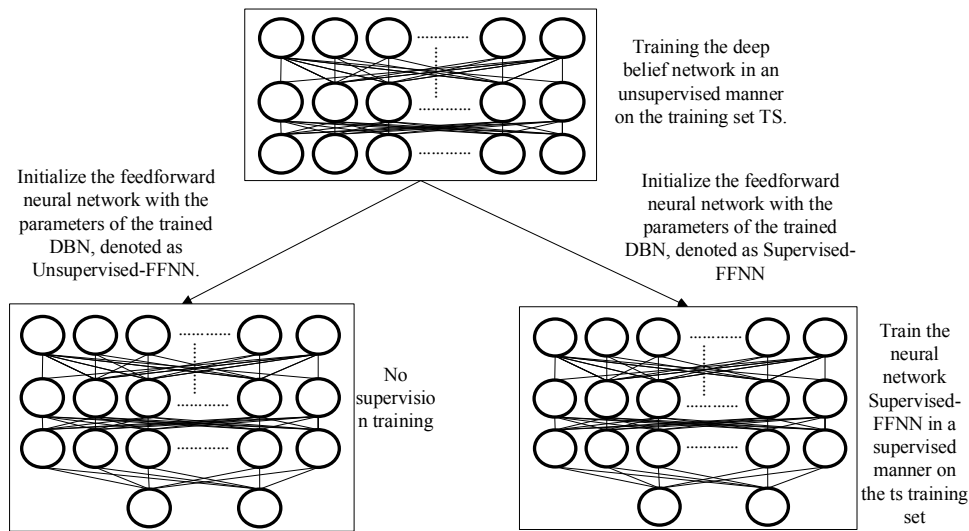 Training the deep
belief network in an
unsupervised manner
on the training set TS.
Initialize the feedforward
neural network with the
parameters of the trained
DBN, denoted as
Unsupervised-FFNN.
Initialize the feedforward
neural network with the
parameters of the trained
DBN, denoted as Supervised-
FFNN
No
supervisio
n training
Train the
neural
network
Supervised-
FFNN in a
supervised
manner on
the ts training
set